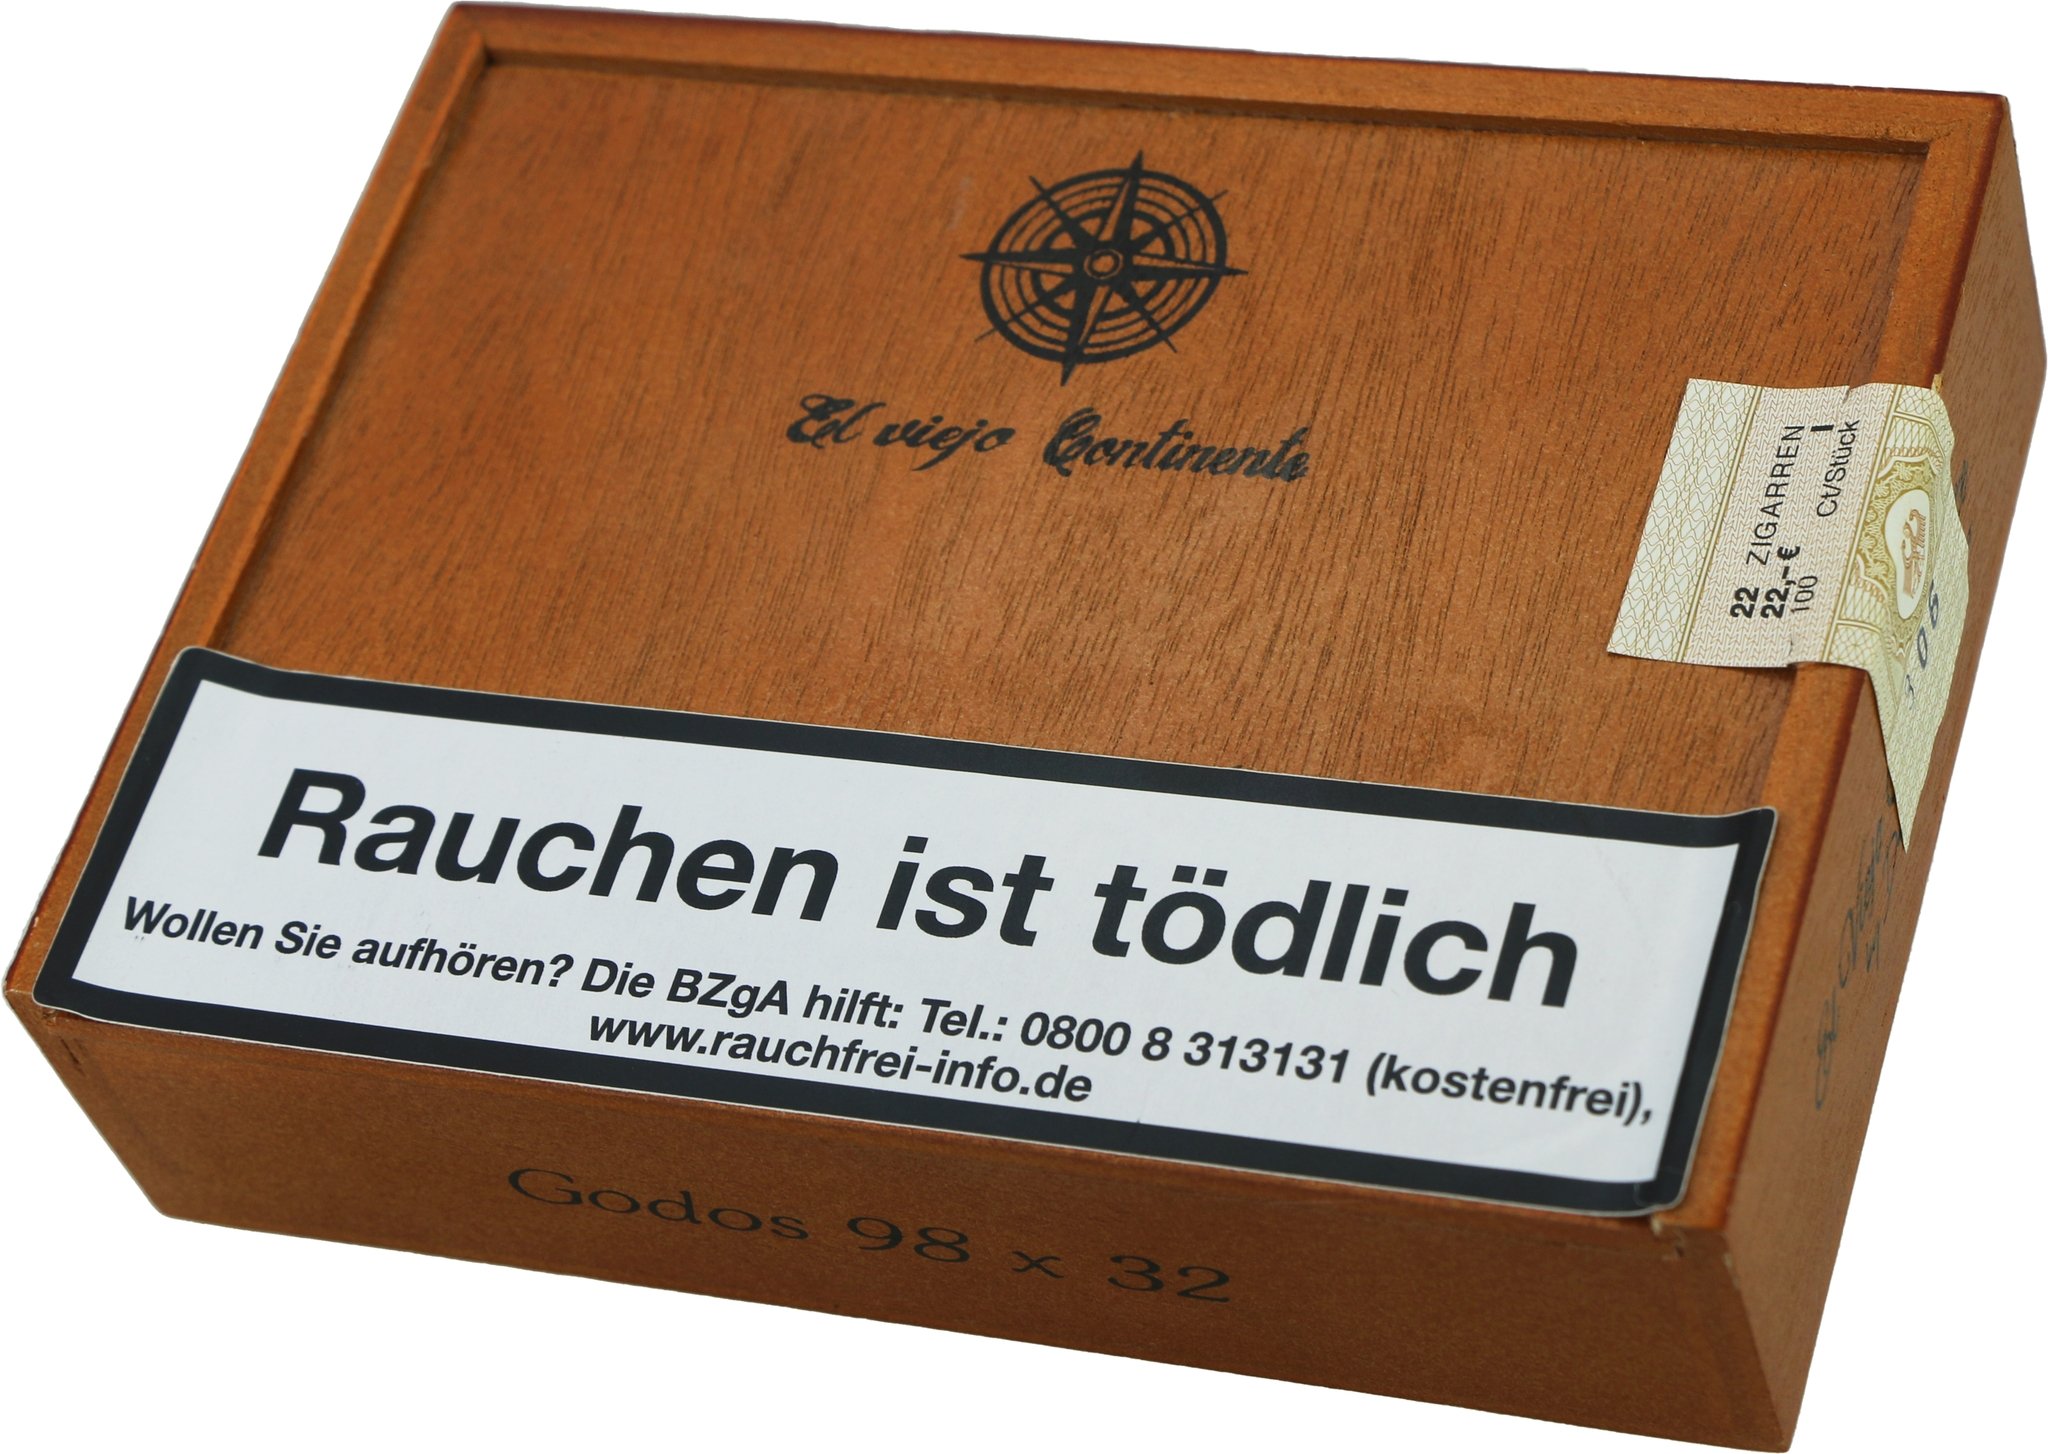 El viejo Continente
22 ZIGARREN
22,-€ I
100 Ct/Stück
Rauchen ist tödlich
Wollen Sie aufhören? Die BZgA hilft: Tel.: 0800 8 313131 (kostenfrei),
www.rauchfrei-info.de
Godos 98 x 32